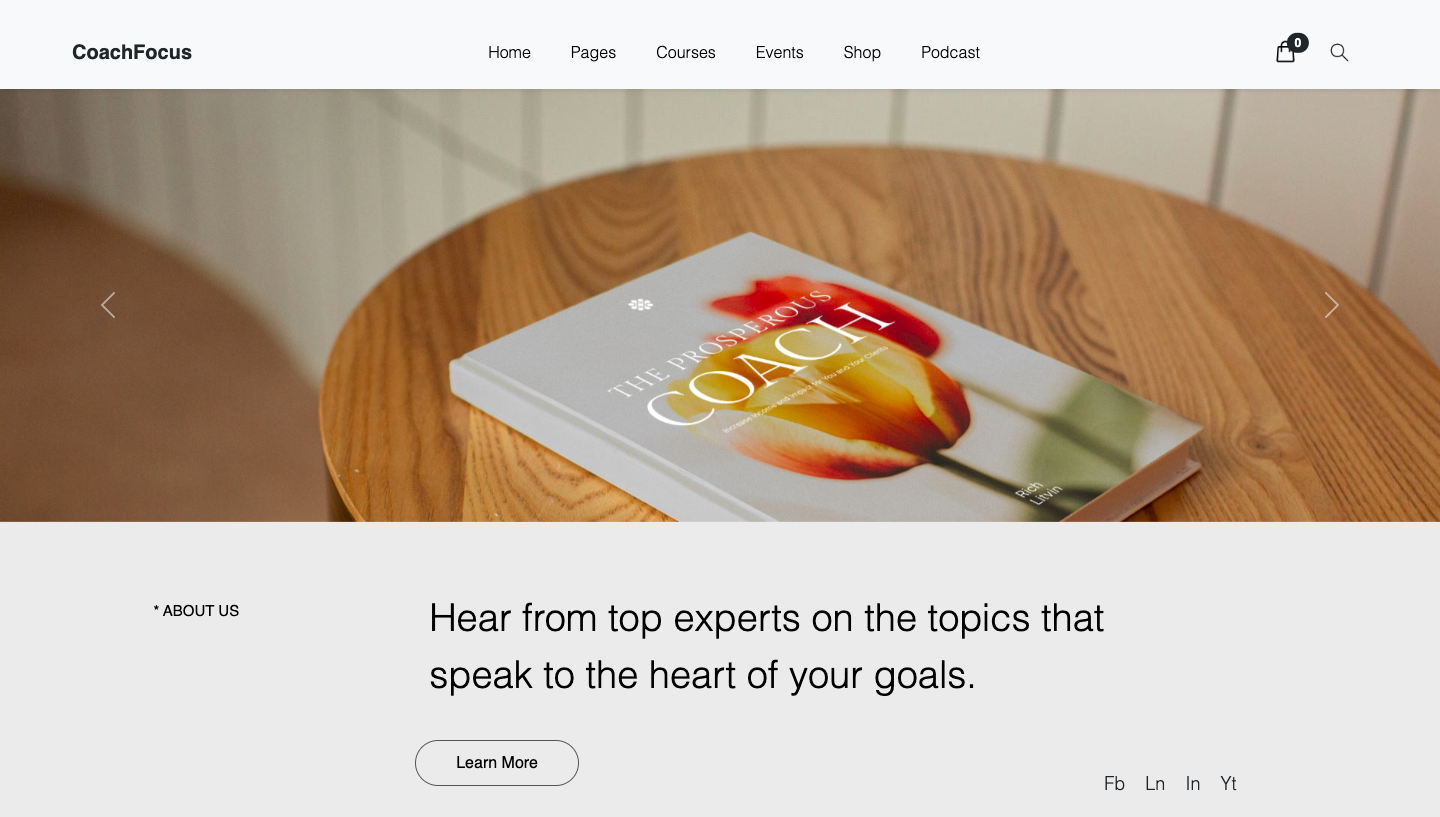 CoachFocus
Home Pages Courses Events Shop Podcast
0
THE PROSPEROUS
COACH
Increase Income and Impact for You and Your Clients
Rich
Litvin
* ABOUT US
Hear from top experts on the topics that
speak to the heart of your goals.
Learn More
Fb Ln In Yt